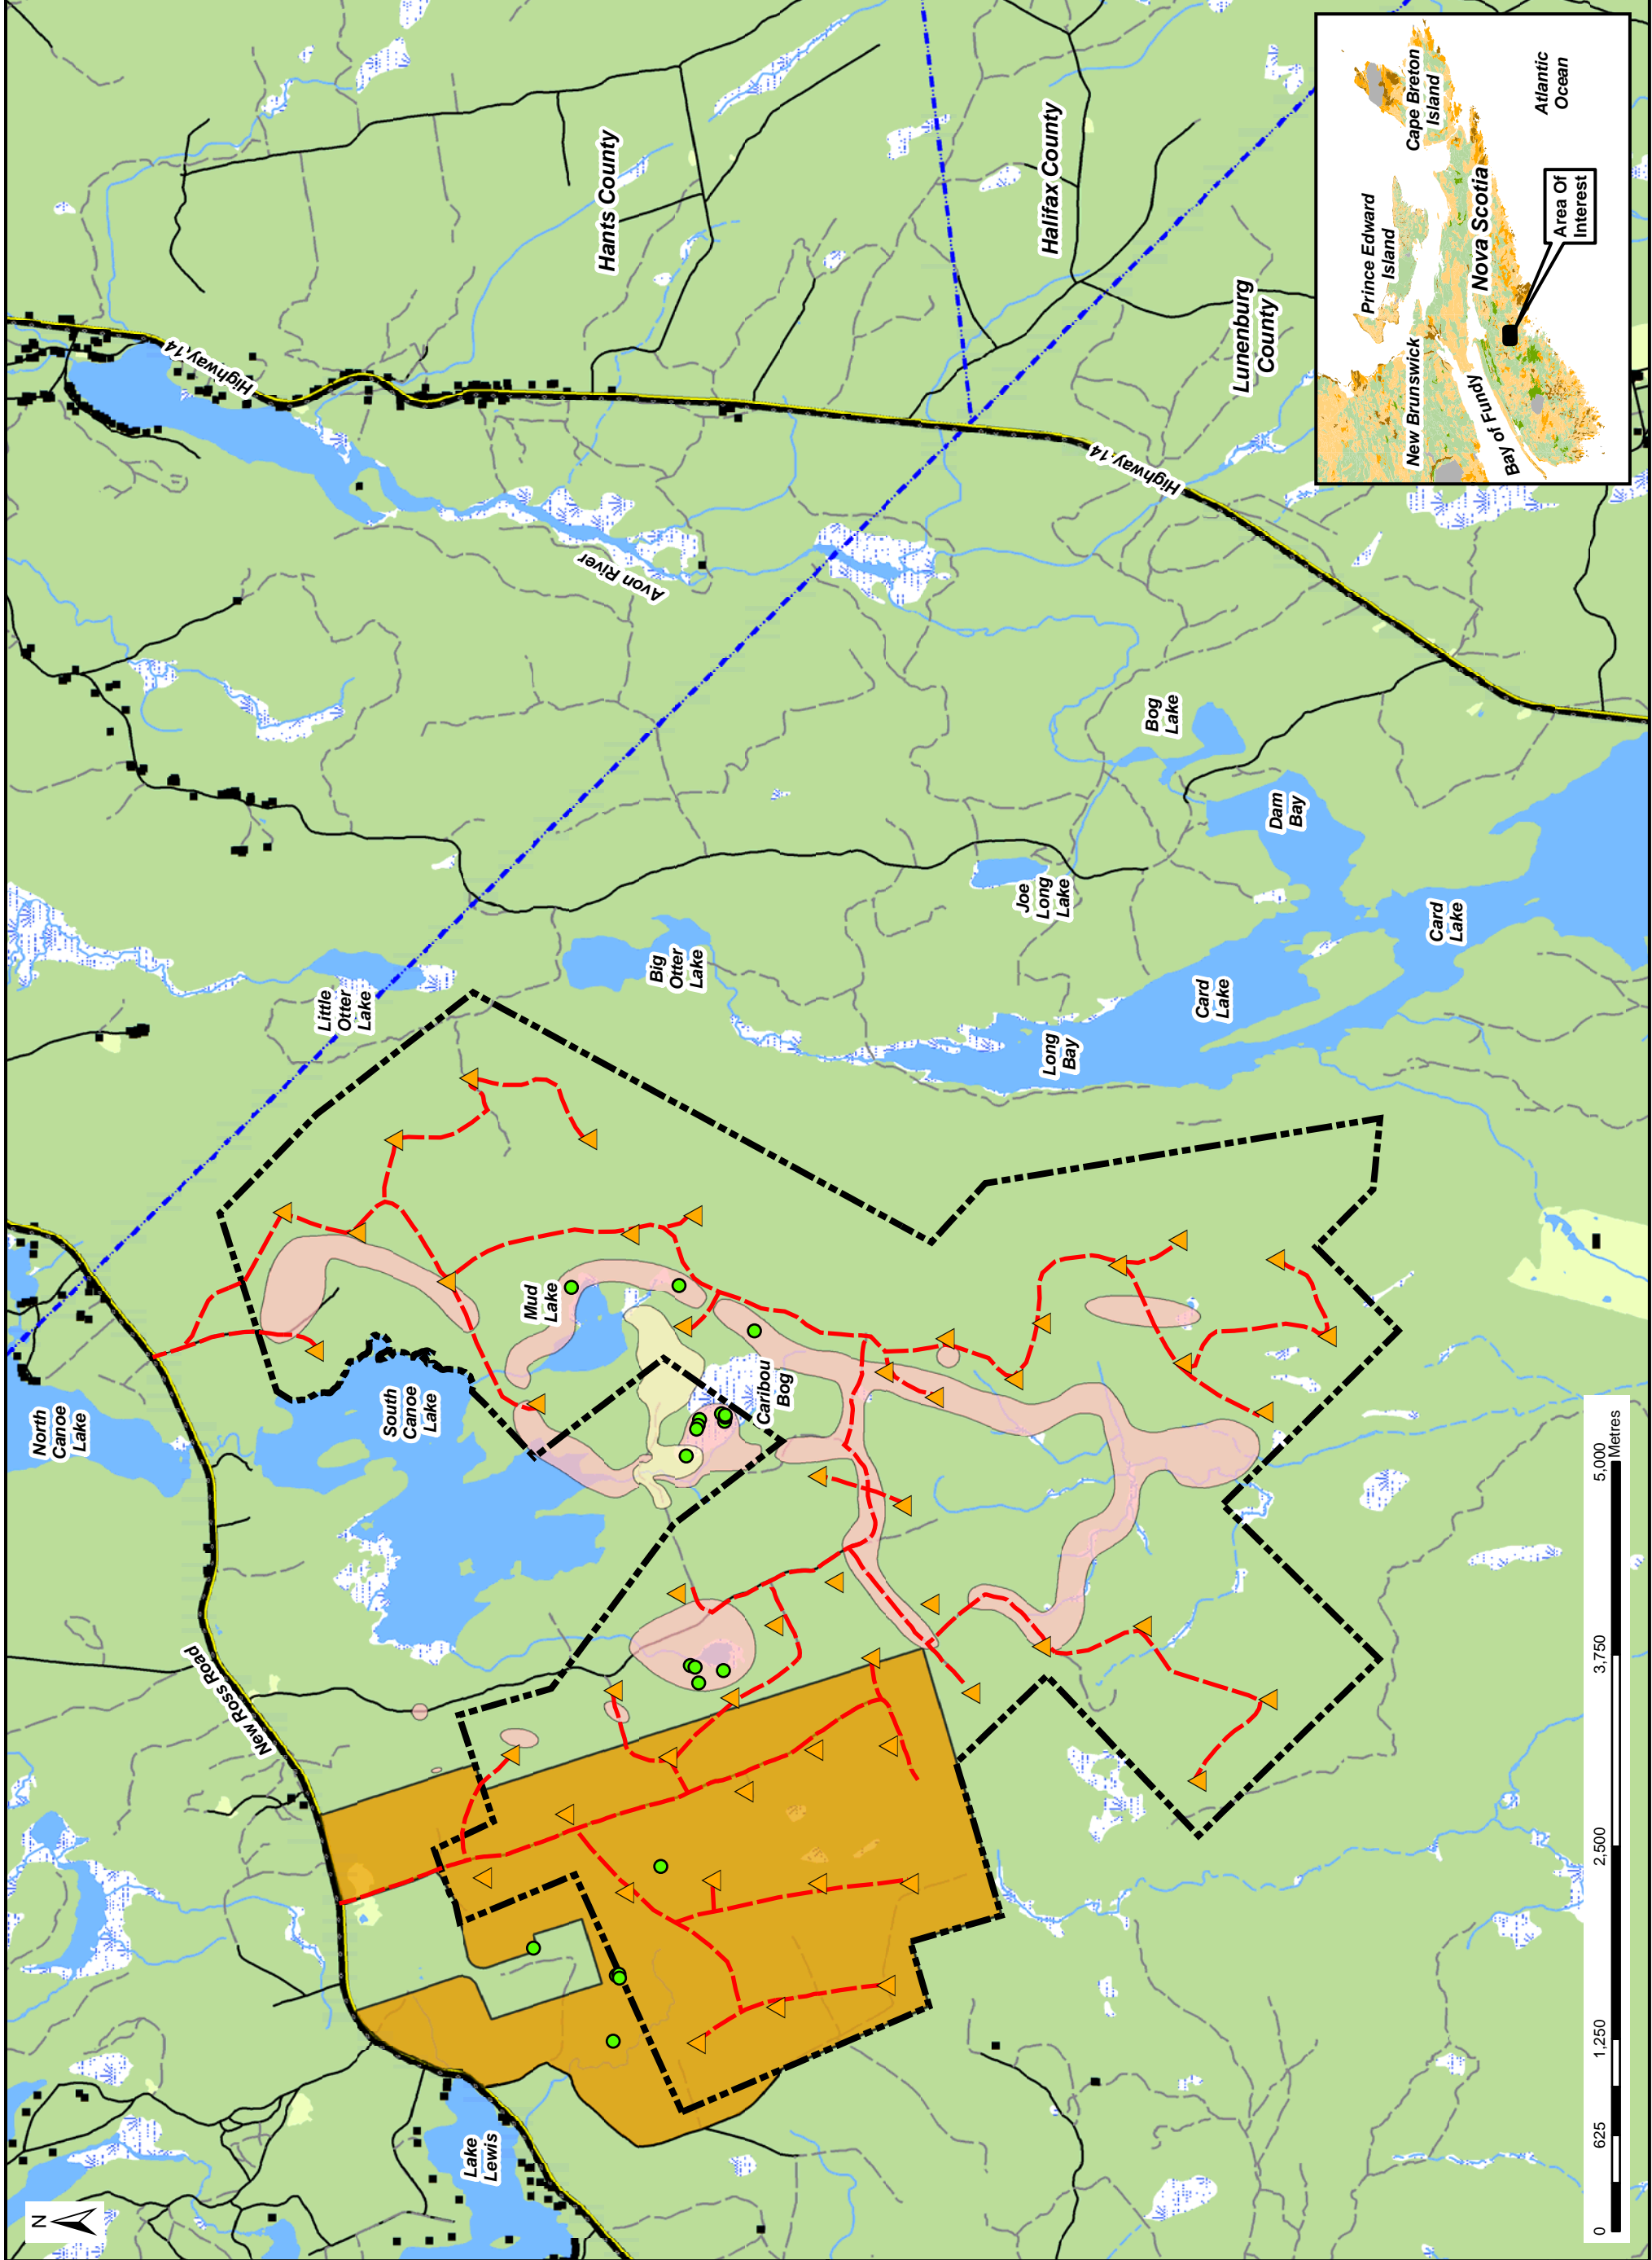 N
North
Canoe
Lake
South
Canoe
Lake
New Ross Road
Lake
Lewis
Little
Otter
Lake
Big
Otter
Lake
Mud
Lake
Caribou
Bog
Joe
Long
Lake
Long
Bay
Card
Lake
Card
Lake
Dam
Bay
Bog
Lake
Avon River
Highway 14
Highway 14
Hants County
Halifax County
Lunenburg
County
Prince Edward
Island
Cape Breton
Island
New Brunswick
Nova Scotia
Bay of Fundy
Atlantic
Ocean
Area Of
Interest
0 625 1,250 2,500 3,750 5,000
Metres